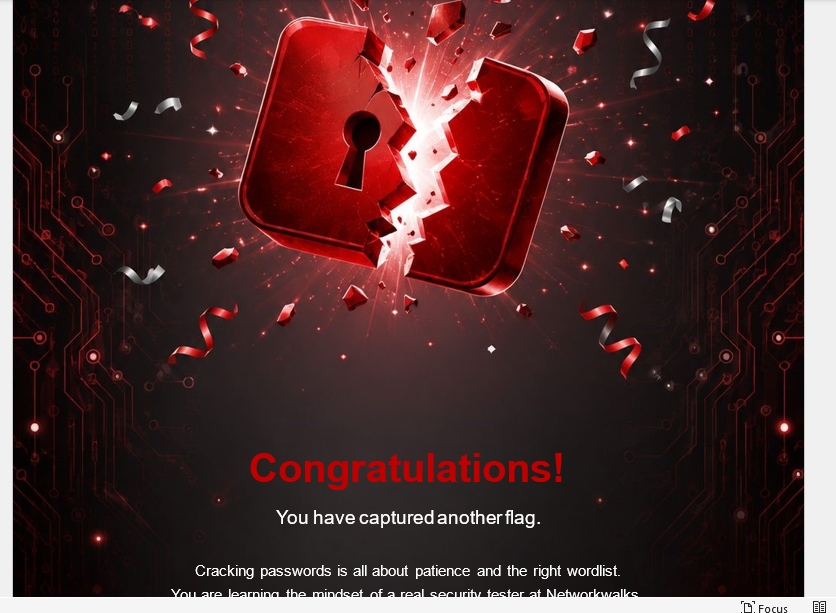 Congratulations!
You have captured another flag.
Cracking passwords is all about patience and the right wordlist.
You are learning the mindset of a real security tester at Networkwalks.
Focus